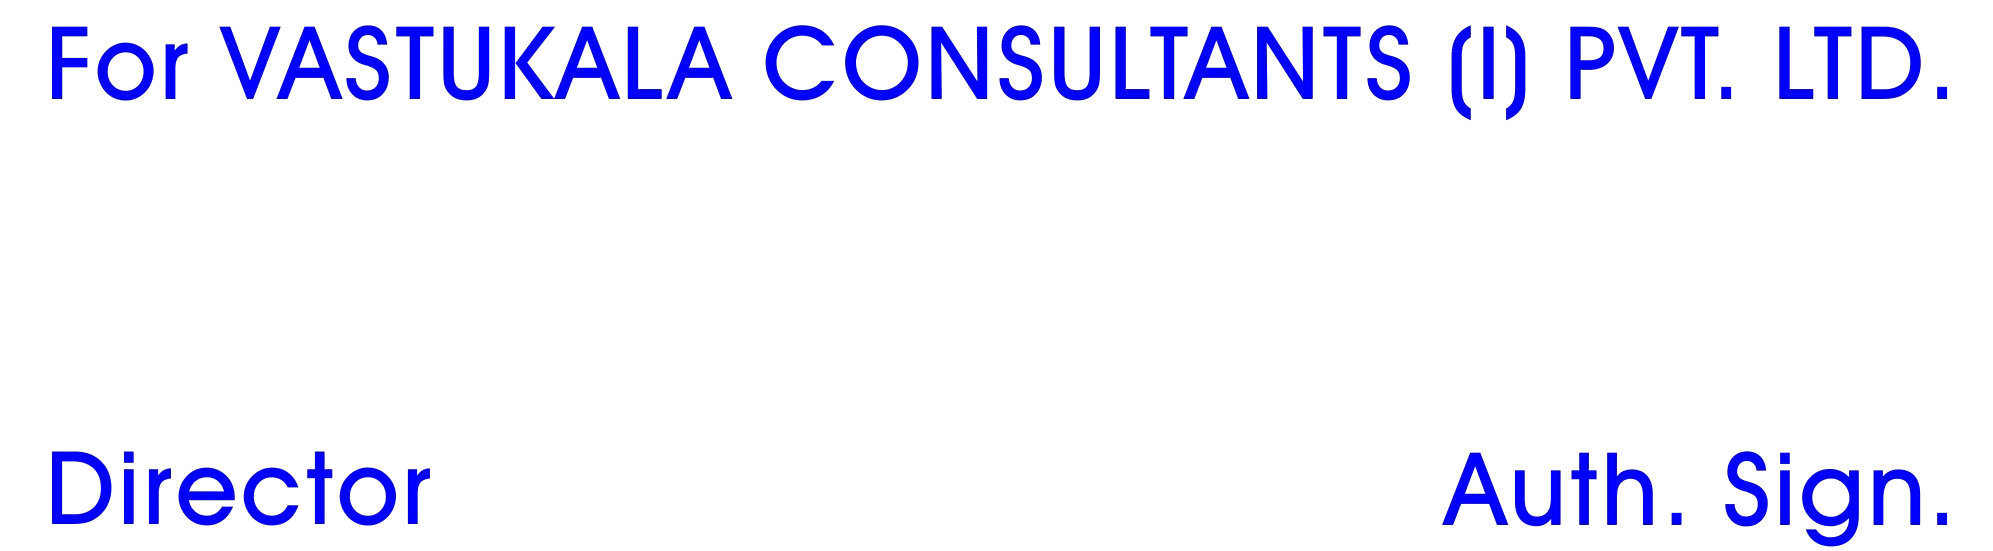 For VASTUKALA CONSULTANTS (I) PVT. LTD.
Director Auth. Sign.